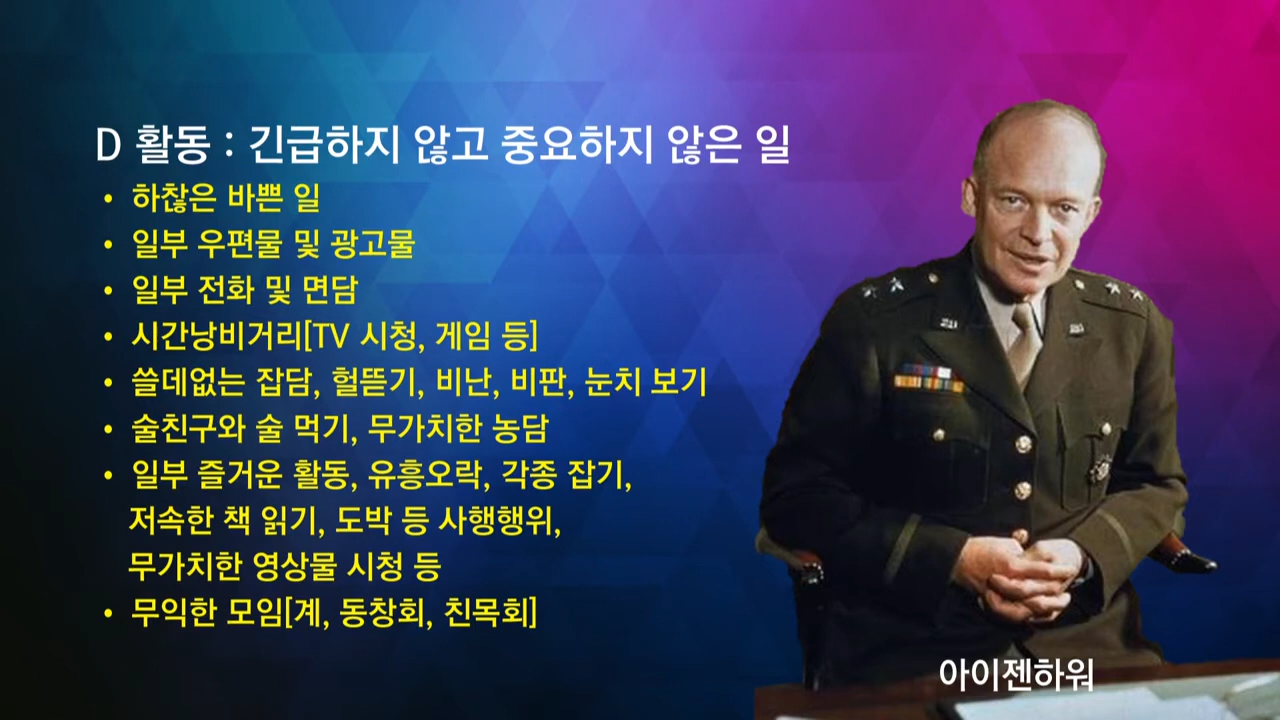 D 활동 : 긴급하지 않고 중요하지 않은 일
• 하찮은 바쁜 일
• 일부 우편물 및 광고물
• 일부 전화 및 면담
• 시간낭비거리[TV 시청, 게임 등]
• 쓸데없는 잡담, 헐뜯기, 비난, 비판, 눈치 보기
• 술친구와 술 먹기, 무가치한 농담
• 일부 즐거운 활동, 유흥오락, 각종 잡기,
저속한 책 읽기, 도박 등 사행행위,
무가치한 영상물 시청 등
• 무익한 모임[계, 동창회, 친목회]
아이젠하워